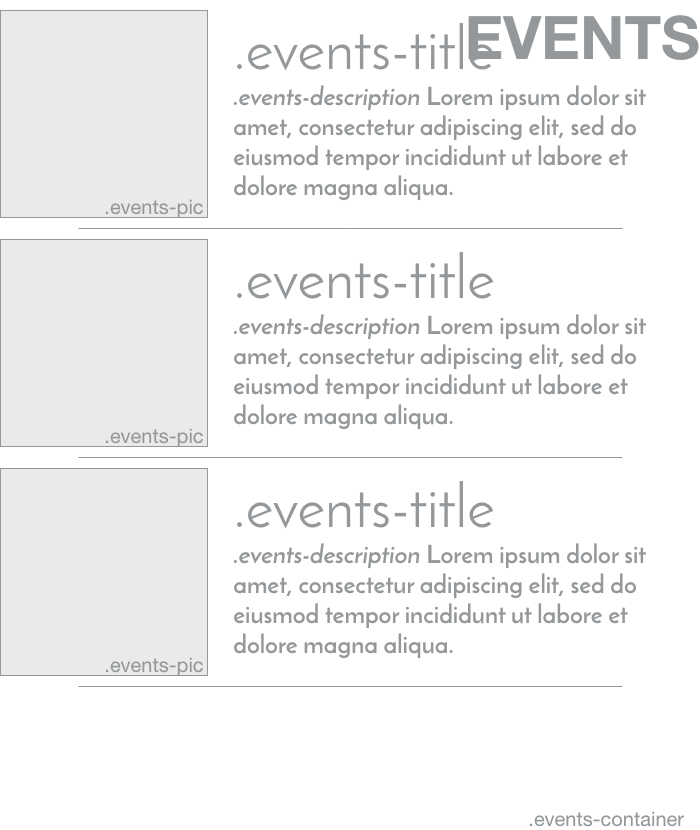 EVENTS
.events-title
.events-description Lorem ipsum dolor sit
amet, consectetur adipiscing elit, sed do
eiusmod tempor incididunt ut labore et
dolore magna aliqua.
.events-pic
.events-title
.events-description Lorem ipsum dolor sit
amet, consectetur adipiscing elit, sed do
eiusmod tempor incididunt ut labore et
dolore magna aliqua.
.events-pic
.events-title
.events-description Lorem ipsum dolor sit
amet, consectetur adipiscing elit, sed do
eiusmod tempor incididunt ut labore et
dolore magna aliqua.
.events-pic
.events-container